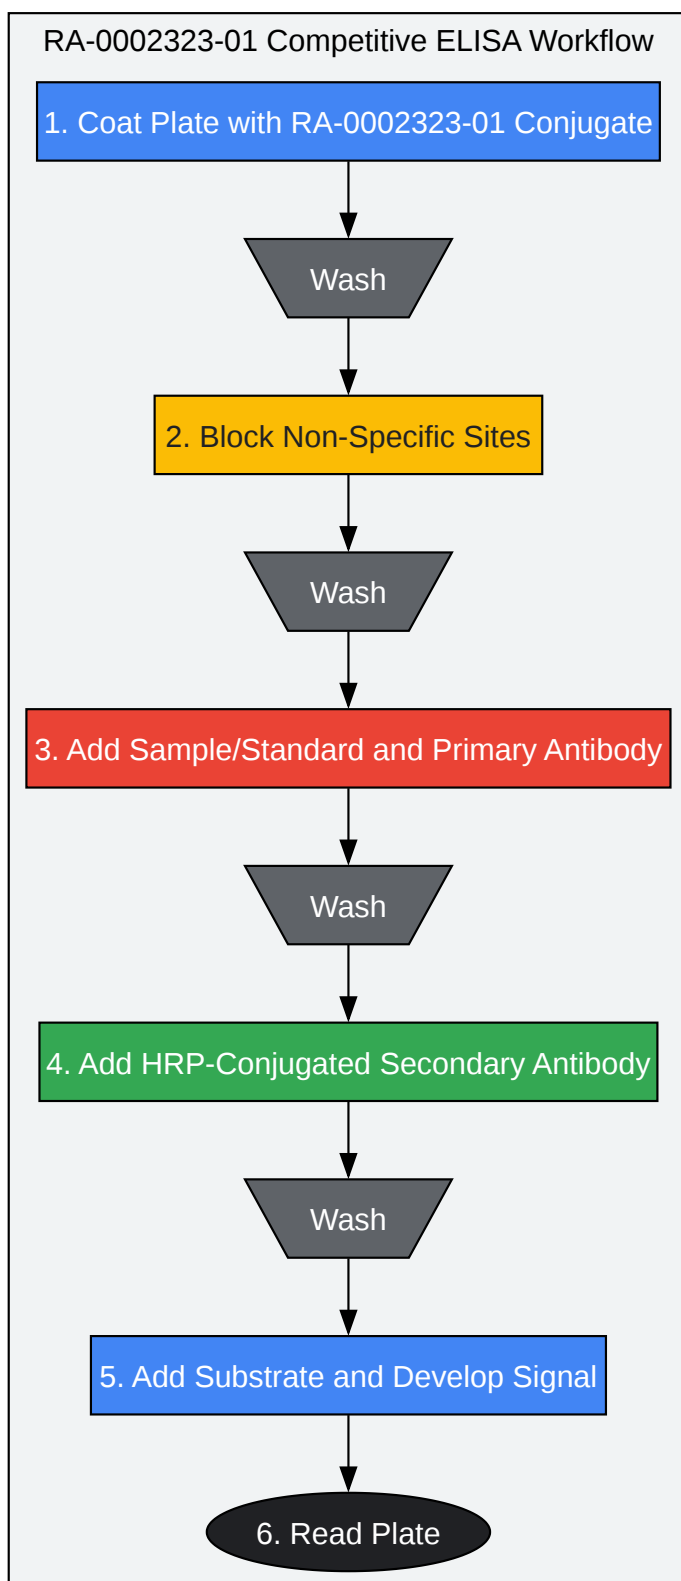 RA-0002323-01 Competitive ELISA Workflow
1. Coat Plate with RA-0002323-01 Conjugate
Wash
2. Block Non-Specific Sites
Wash
3. Add Sample/Standard and Primary Antibody
Wash
4. Add HRP-Conjugated Secondary Antibody
Wash
5. Add Substrate and Develop Signal
6. Read Plate